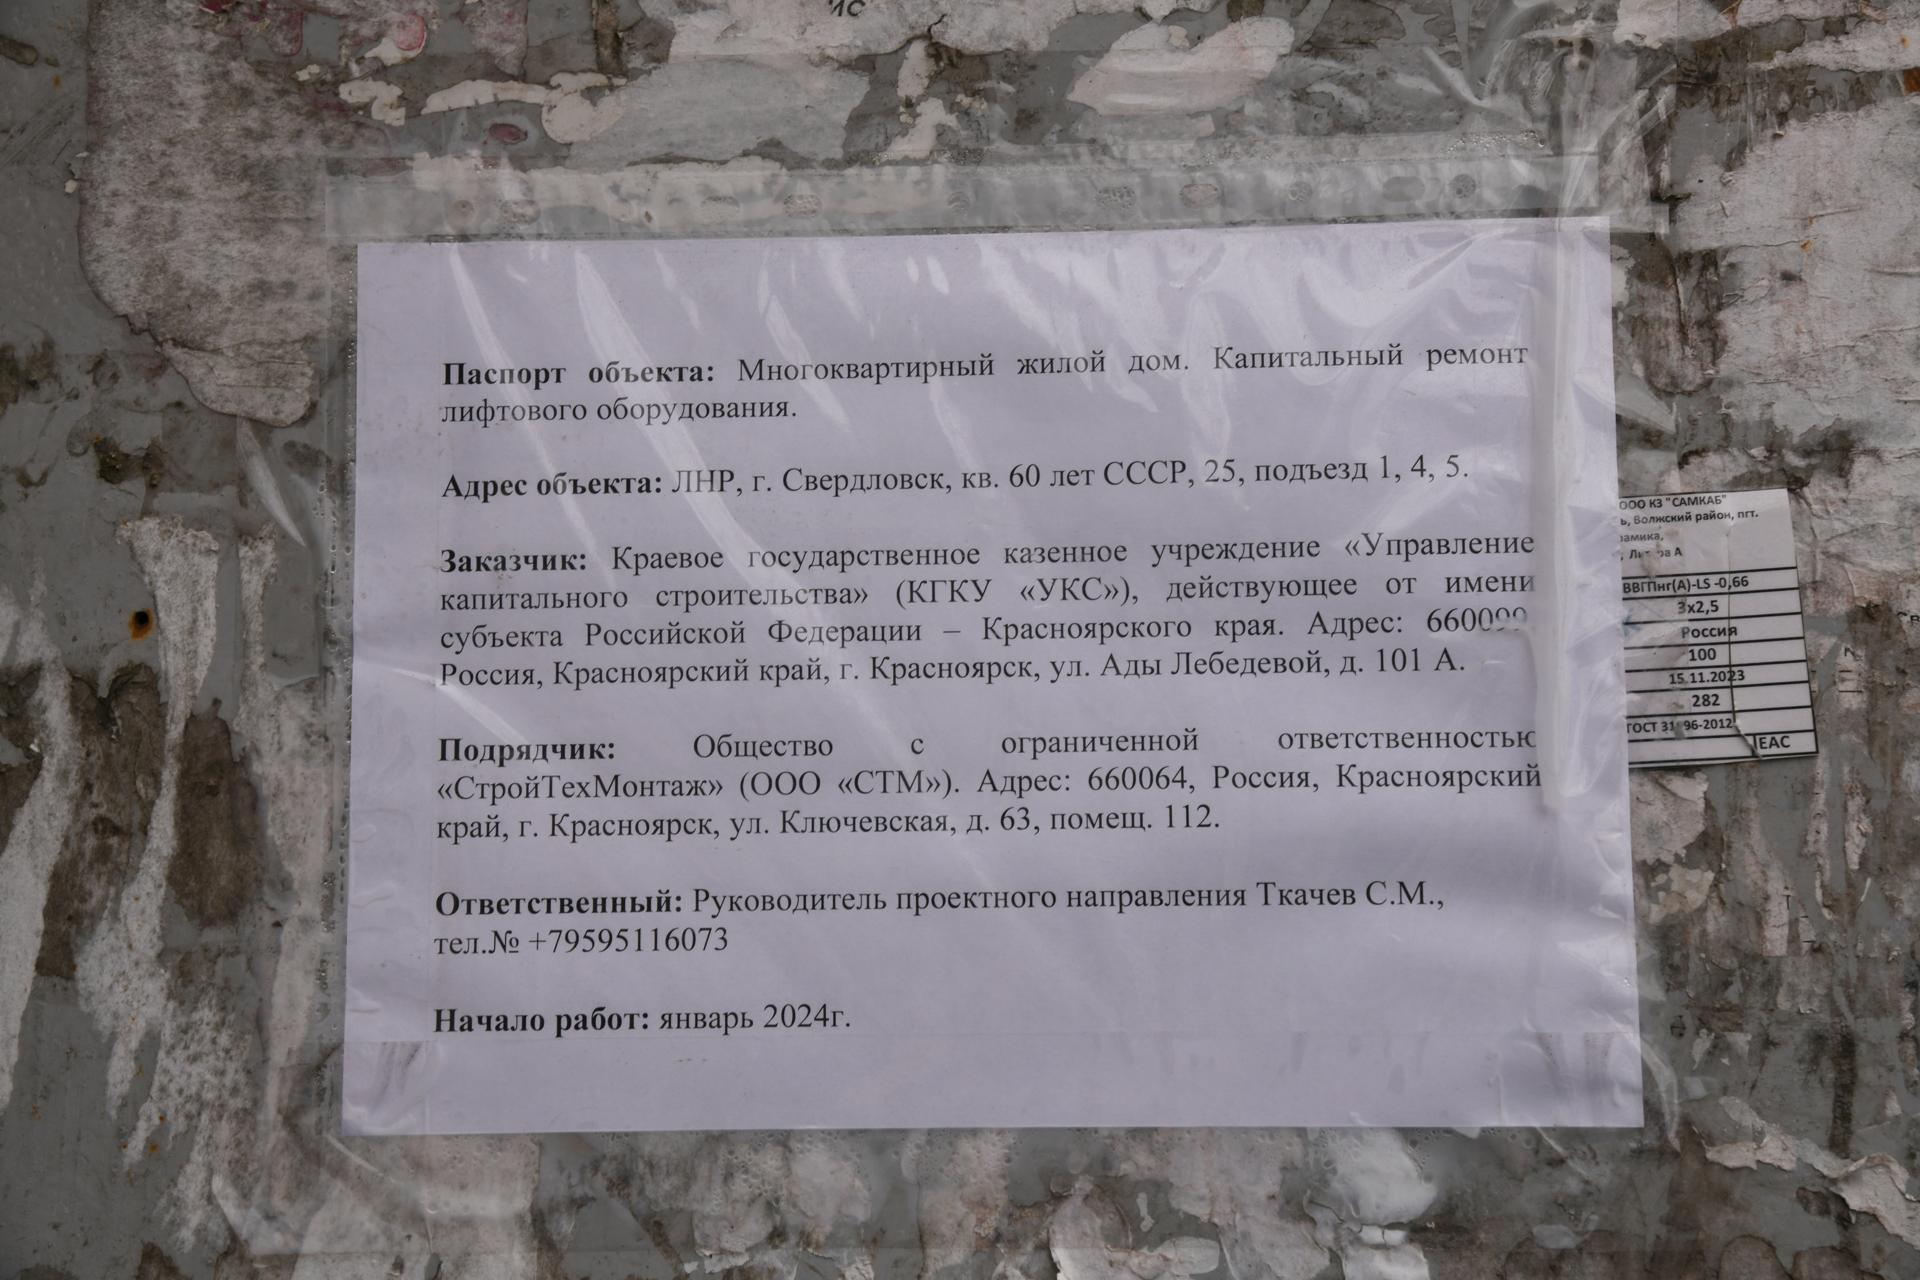 Паспорт объекта: Многоквартирный жилой дом. Капитальный ремонт
лифтового оборудования.
Адрес объекта: ЛНР, г. Свердловск, кв. 60 лет СССР, 25, подъезд 1, 4, 5.
Заказчик: Краевое государственное казенное учреждение «Управление
капитального строительства» (КГКУ «УКС»), действующее от имени
субъекта Российской Федерации – Красноярского края. Адрес: 660099,
Россия, Красноярский край, г. Красноярск, ул. Ады Лебедевой, д. 101 А.
Подрядчик: Общество с ограниченной ответственностью
«СтройТехМонтаж» (ООО «СТМ»). Адрес: 660064, Россия, Красноярский
край, г. Красноярск, ул. Ключевская, д. 63, помещ. 112.
Ответственный: Руководитель проектного направления Ткачев С.М.,
тел.№ +79595116073
Начало работ: январь 2024г.
ООО КЗ "САМКАБ"
Волжский район, пгт.
ВВГПнг(А)-LS -0,66
3х2,5
Россия
100
15.11.2023
282
ГОСТ
EAC